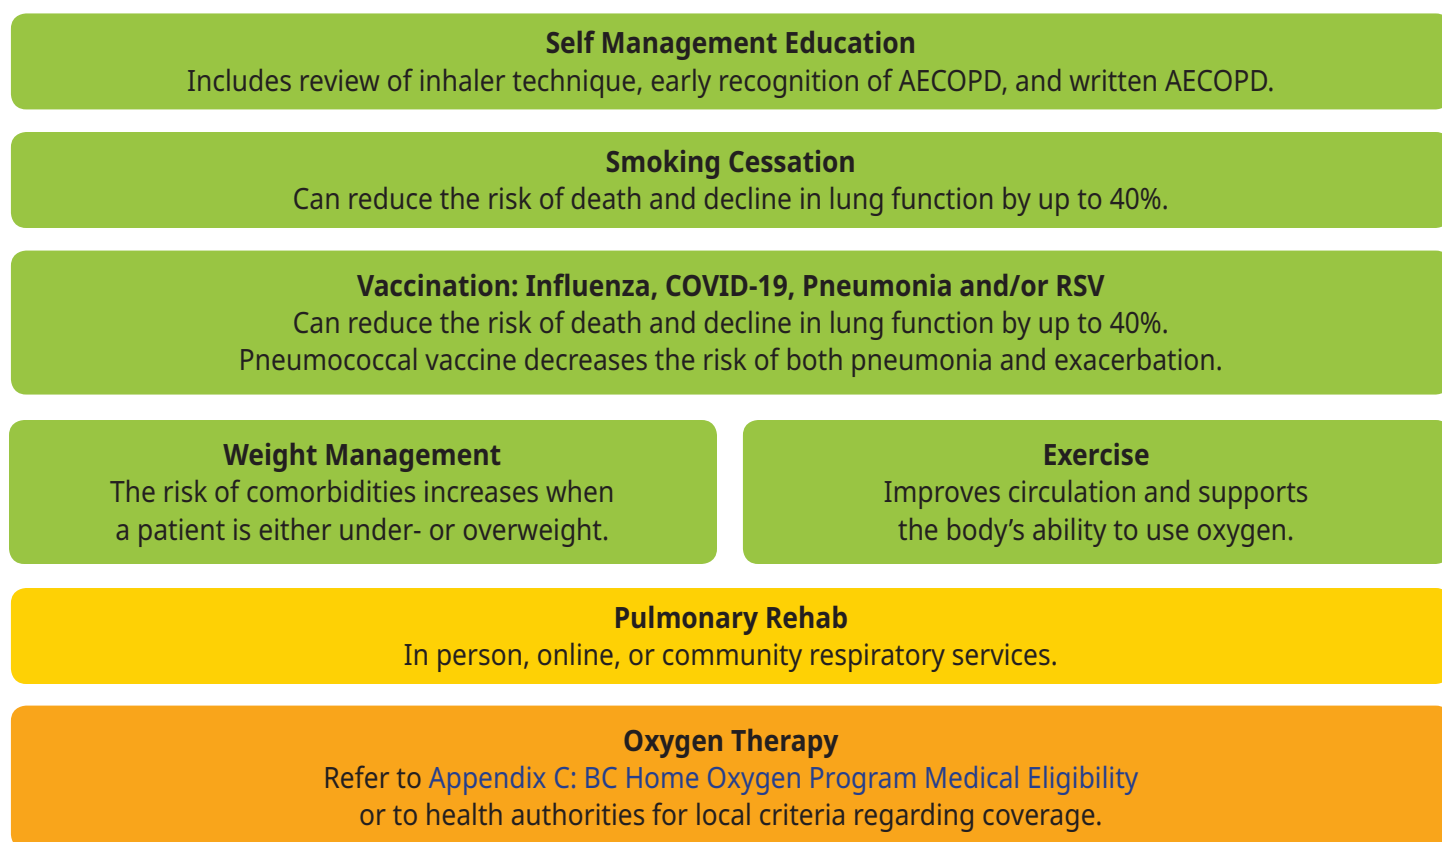 Self Management Education
Includes review of inhaler technique, early recognition of AECOPD, and written AECOPD.
Smoking Cessation
Can reduce the risk of death and decline in lung function by up to 40%.
Vaccination: Influenza, COVID-19, Pneumonia and/or RSV
Can reduce the risk of death and decline in lung function by up to 40%.
Pneumococcal vaccine decreases the risk of both pneumonia and exacerbation.
Weight Management
The risk of comorbidities increases when
a patient is either under- or overweight.
Exercise
Improves circulation and supports
the body’s ability to use oxygen.
Pulmonary Rehab
In person, online, or community respiratory services.
Oxygen Therapy
Refer to Appendix C: BC Home Oxygen Program Medical Eligibility
or to health authorities for local criteria regarding coverage.